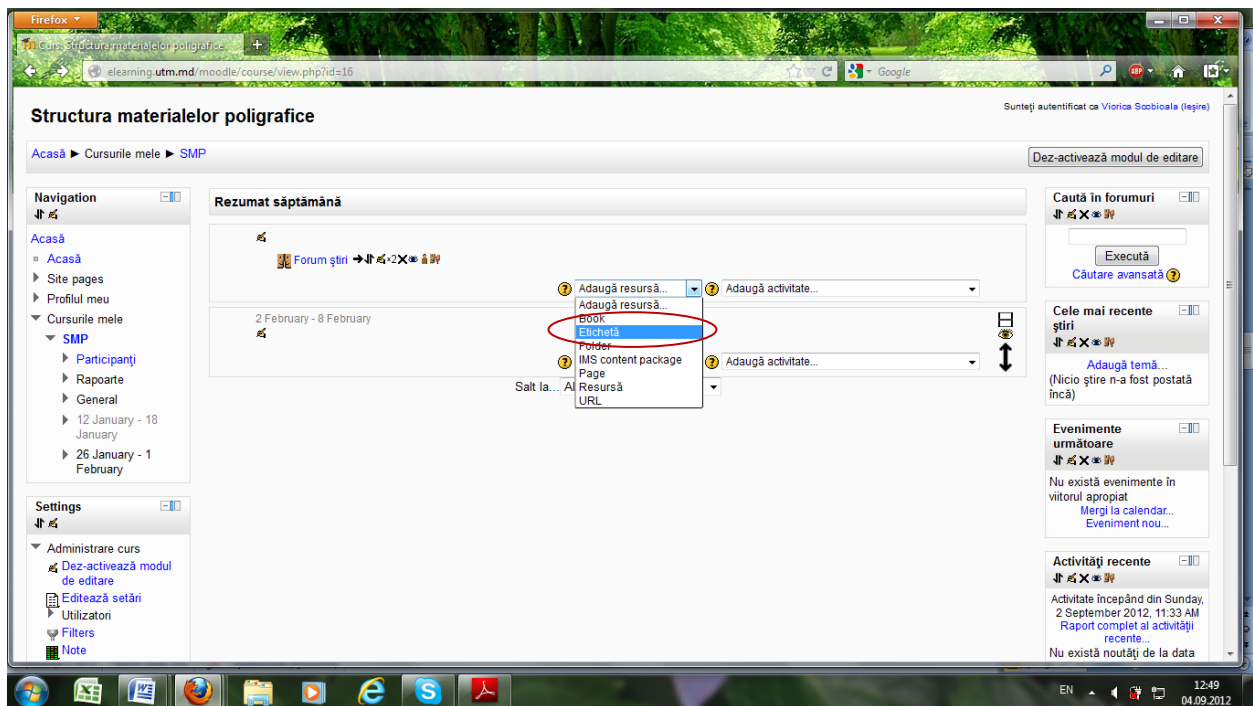 Firefox
Curs: Structura materialelor poligrafice
elearning.utm.md/moodle/course/view.php?id=16
Google
ABP
Structura materialelor poligrafice
Sunteţi autentificat ca Viorica Scobioala (Ieşire)
Acasă ► Cursurile mele ► SMP
Dez-activează modul de editare
Navigation
Acasă
Acasă
Site pages
Profilul meu
Cursurile mele
SMP
Participanţi
Rapoarte
General
12 January - 18
January
26 January - 1
February
Settings
Administrare curs
Dez-activează modul
de editare
Editează setări
Utilizatori
Filters
Note
Rezumat săptămână
Forum ştiri
×2
Adaugă resursă...
Adaugă activitate...
Adaugă resursă...
Book
Etichetă
Folder
IMS content package
Page
Resursă
URL
2 February - 8 February
Adaugă activitate...
Salt la...
Caută în forumuri
Execută
Căutare avansată
Cele mai recente
ştiri
Adaugă temă...
(Nicio ştire n-a fost postată
încă)
Evenimente
următoare
Nu există evenimente în
viitorul apropiat
Mergi la calendar...
Eveniment nou...
Activităţi recente
Activitate începând din Sunday,
2 September 2012, 11:33 AM
Raport complet al activităţii
recente...
Nu există noutăţi de la data
EN
12:49
04.09.2012